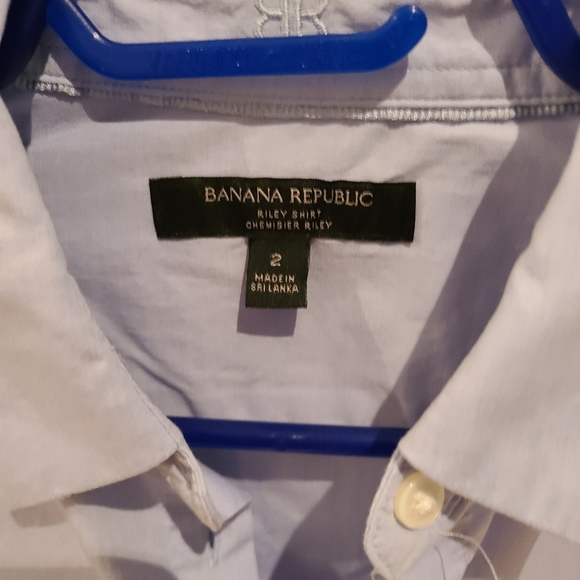 BANANA REPUBLIC
RILEY SHIRT
CHEMISIER RILEY
2
MADE IN
SRI LANKA